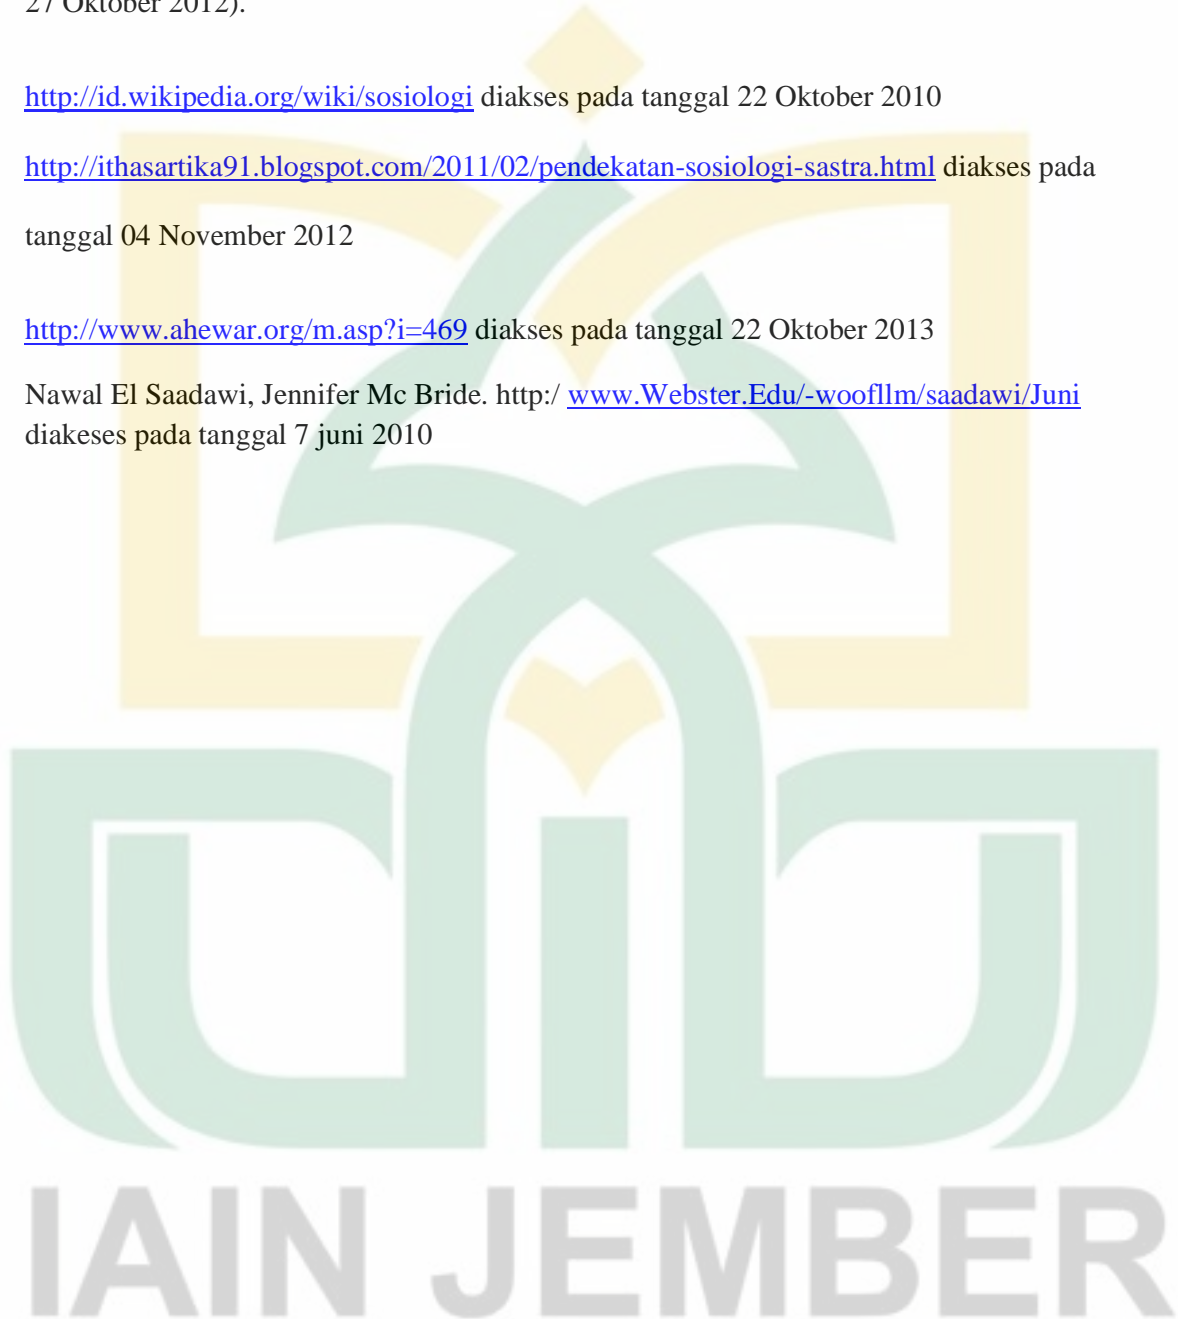 27 Oktober 2012).
http://id.wikipedia.org/wiki/sosiologi diakses pada tanggal 22 Oktober 2010
http://ithasartika91.blogspot.com/2011/02/pendekatan-sosiologi-sastra.html diakses pada
tanggal 04 November 2012
http://www.ahewar.org/m.asp?i=469 diakses pada tanggal 22 Oktober 2013
Nawal El Saadawi, Jennifer Mc Bride. http:/ www.Webster.Edu/-woofllm/saadawi/Juni
diakeses pada tanggal 7 juni 2010
IAIN JEMBER